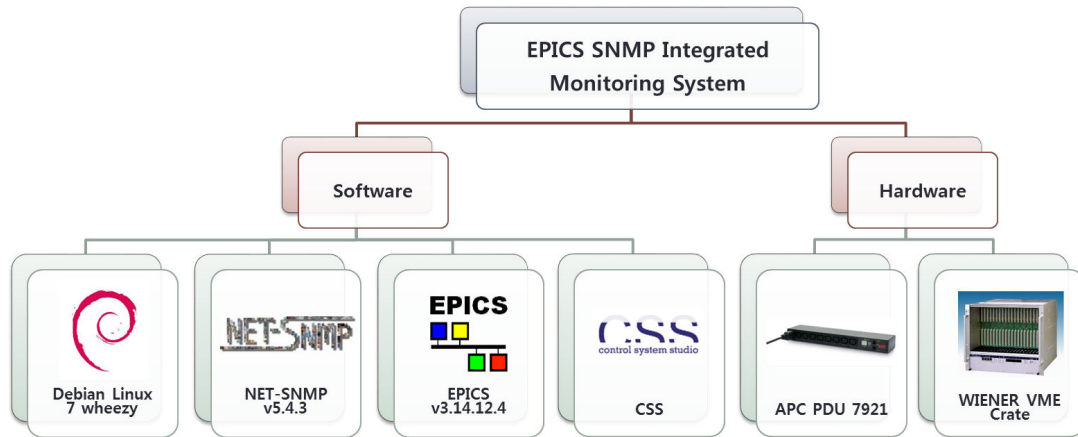 EPICS SNMP Integrated
Monitoring System
Software
Hardware
NET-SNMP
EPICS
CSS
control system studio
Debian Linux
7 wheezy
NET-SNMP
v5.4.3
EPICS
v3.14.12.4
CSS
APC PDU 7921
WIENER VME
Crate